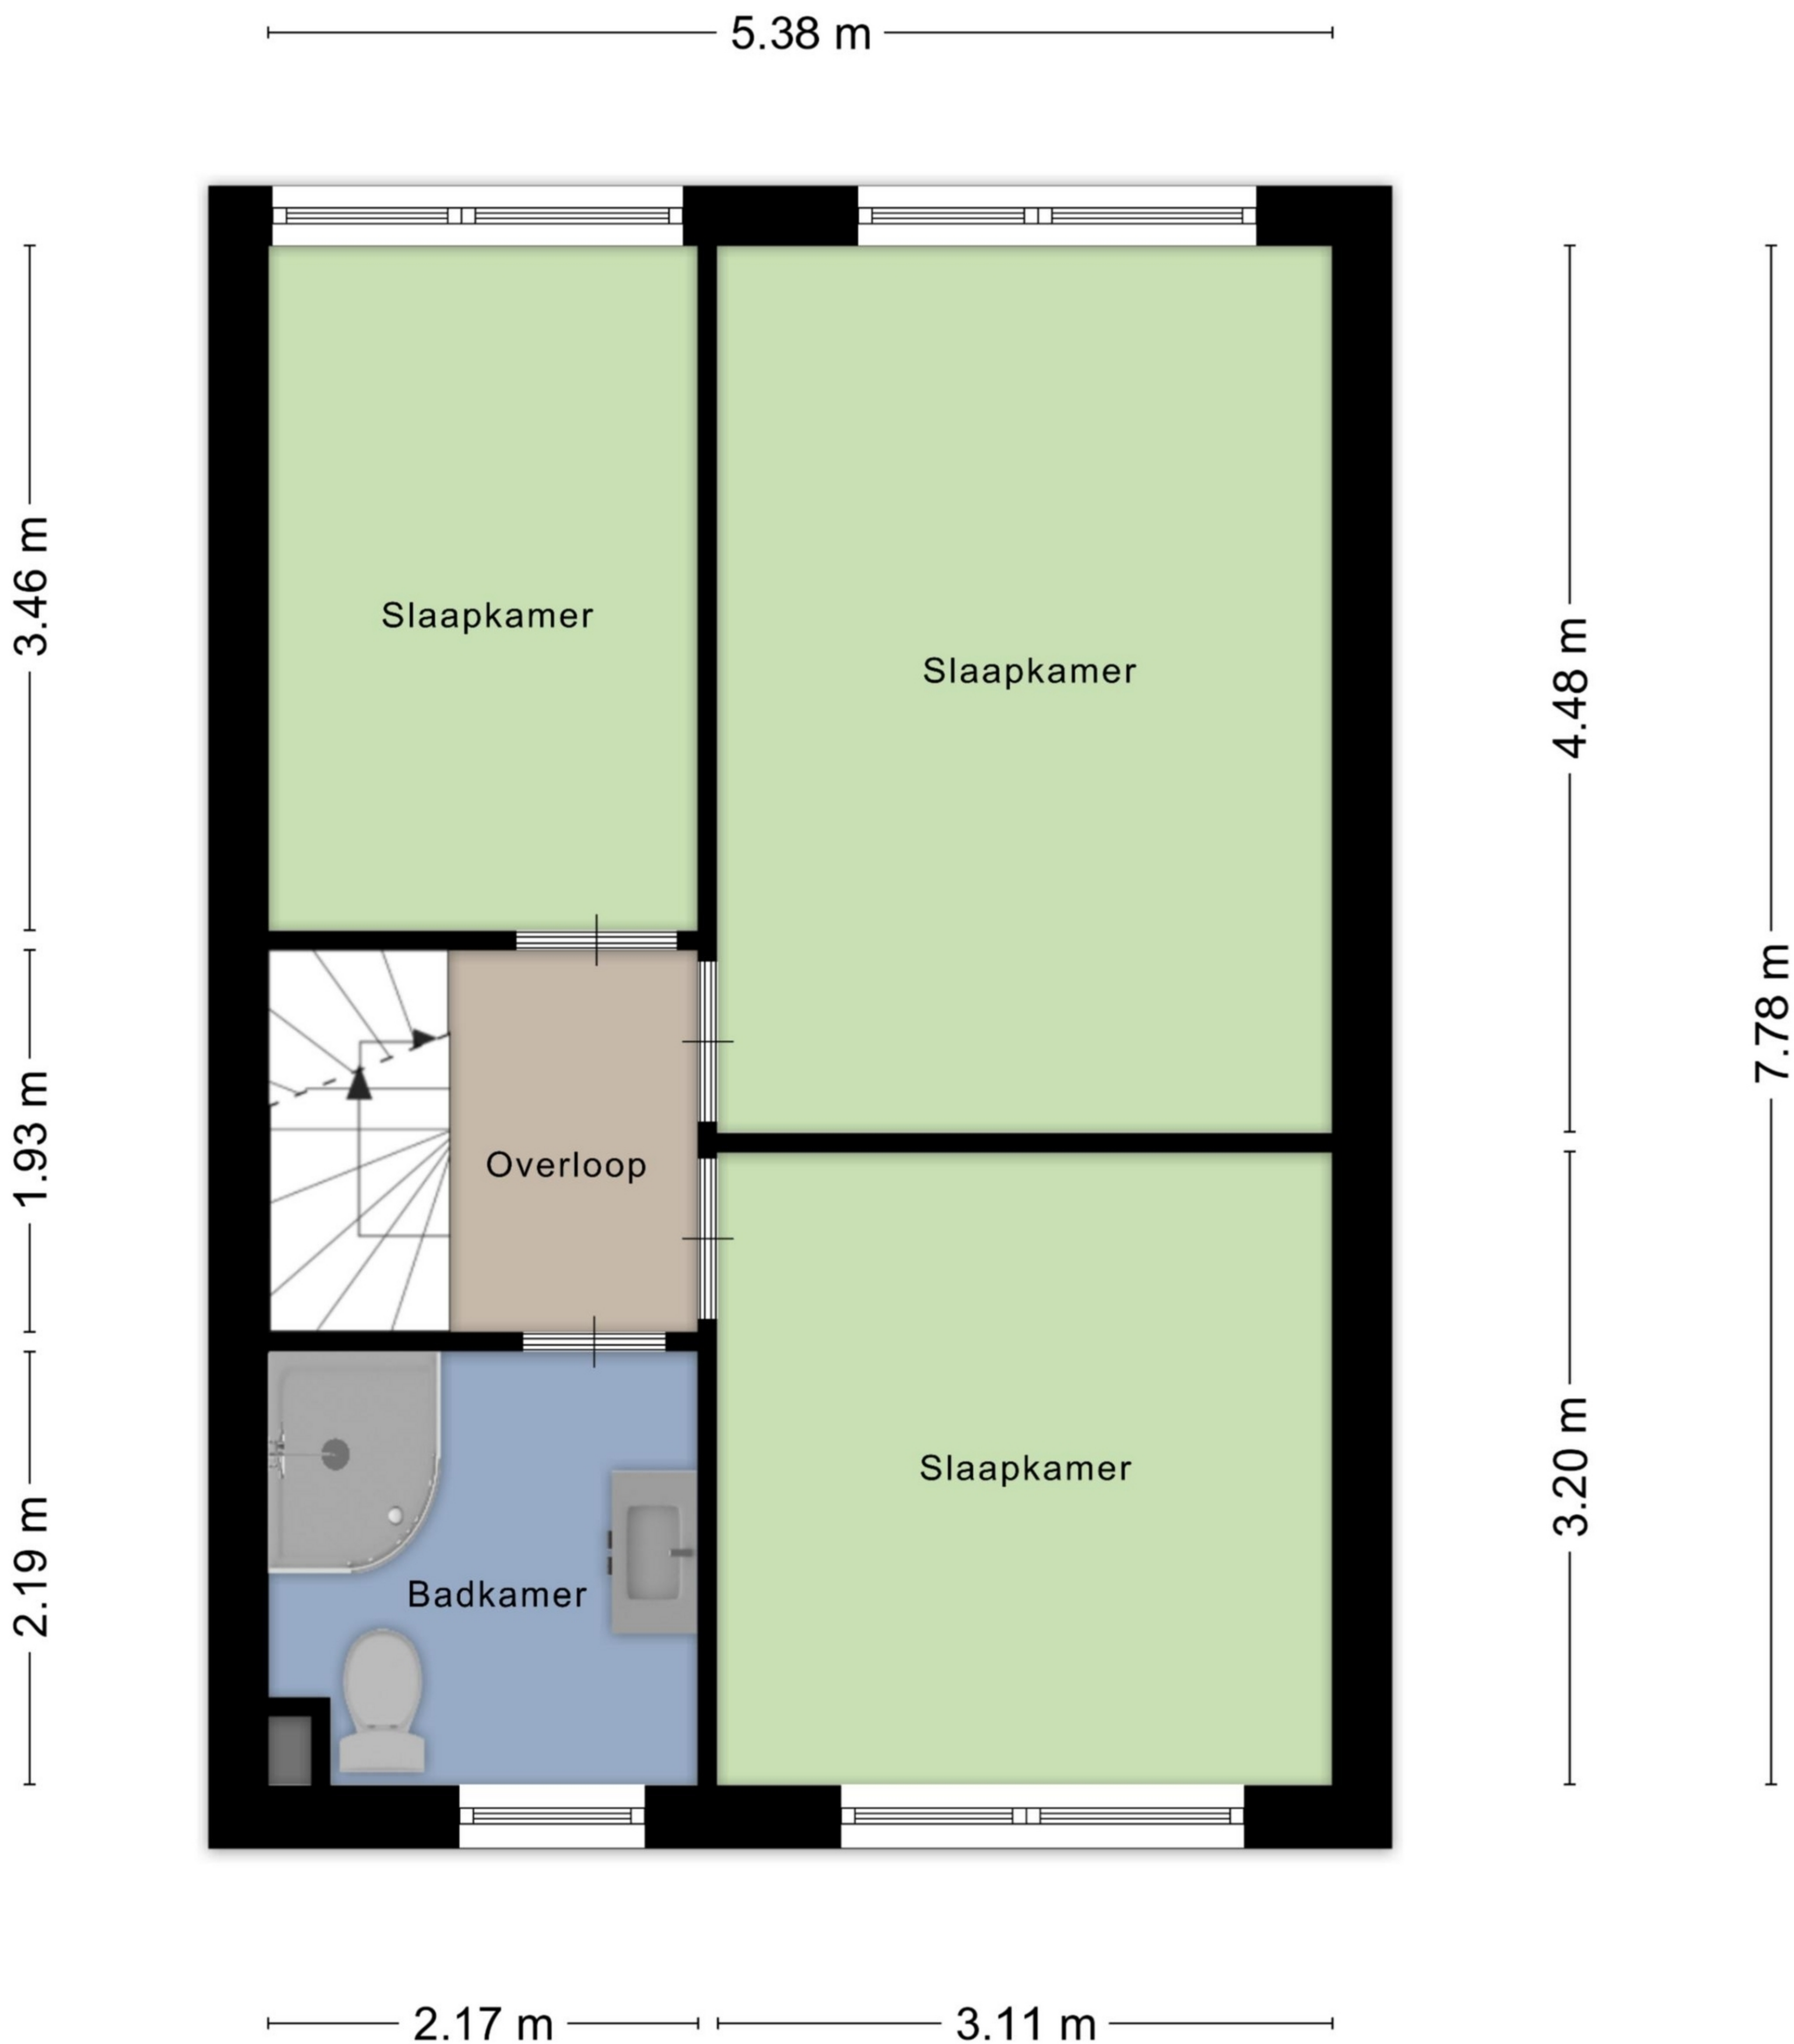 5.38 m
3.46 m
Slaapkamer
Slaapkamer
4.48 m
7.78 m
1.93 m
Overloop
Slaapkamer
3.20 m
2.19 m
Badkamer
2.17 m
3.11 m